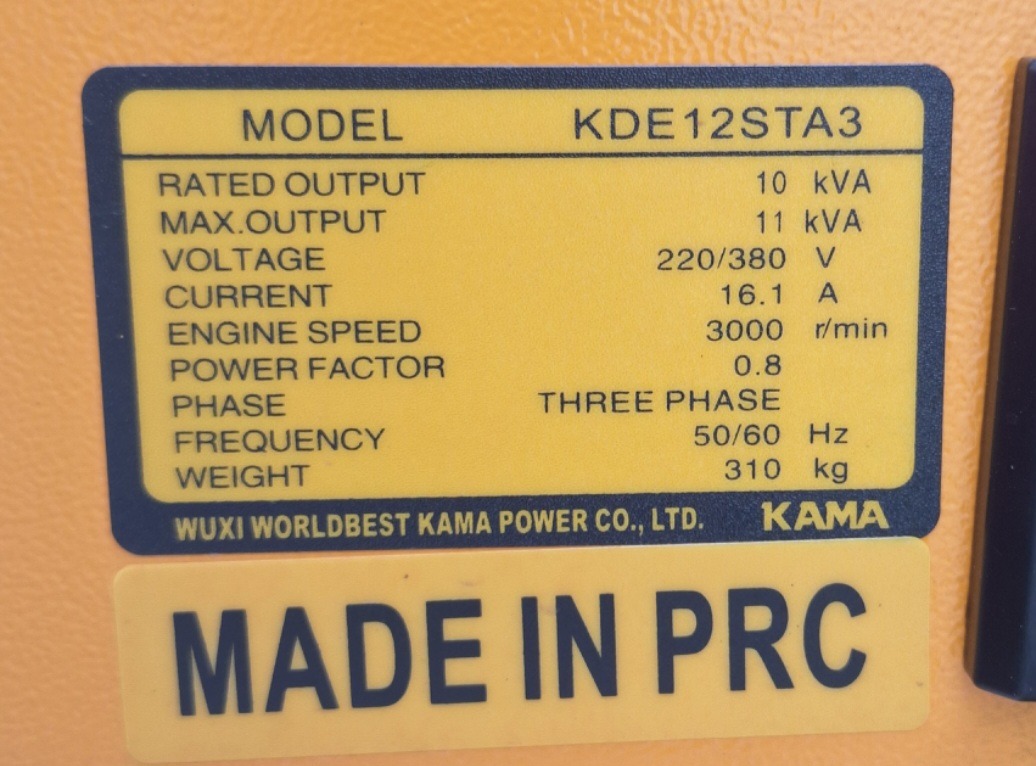 MODEL KDE12STA3
RATED OUTPUT 10 kVA
MAX.OUTPUT 11 kVA
VOLTAGE 220/380 V
CURRENT 16.1 A
ENGINE SPEED 3000 r/min
POWER FACTOR 0.8
PHASE THREE PHASE
FREQUENCY 50/60 Hz
WEIGHT 310 kg
WUXI WORLDBEST KAMA POWER CO., LTD. KAMA
MADE IN PRC